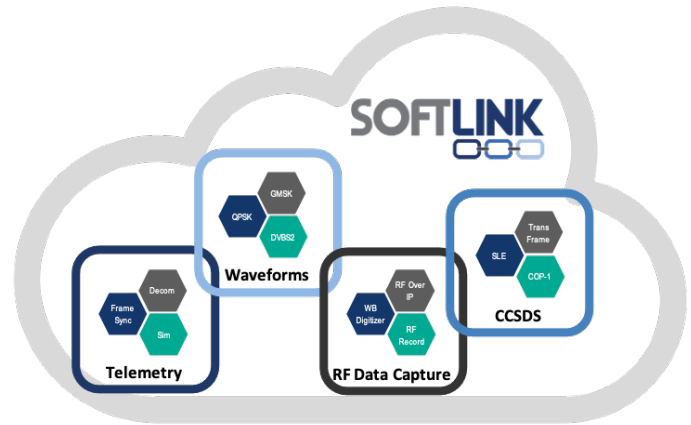 SOFTLINK
GMSK
QPSK
DVBS2
Waveforms
Trans
Frame
SLE
COP-1
CCSDS
Decom
Frame
Sync
Sim
Telemetry
RF Over
IP
WB
Digitizer
RF
Record
RF Data Capture